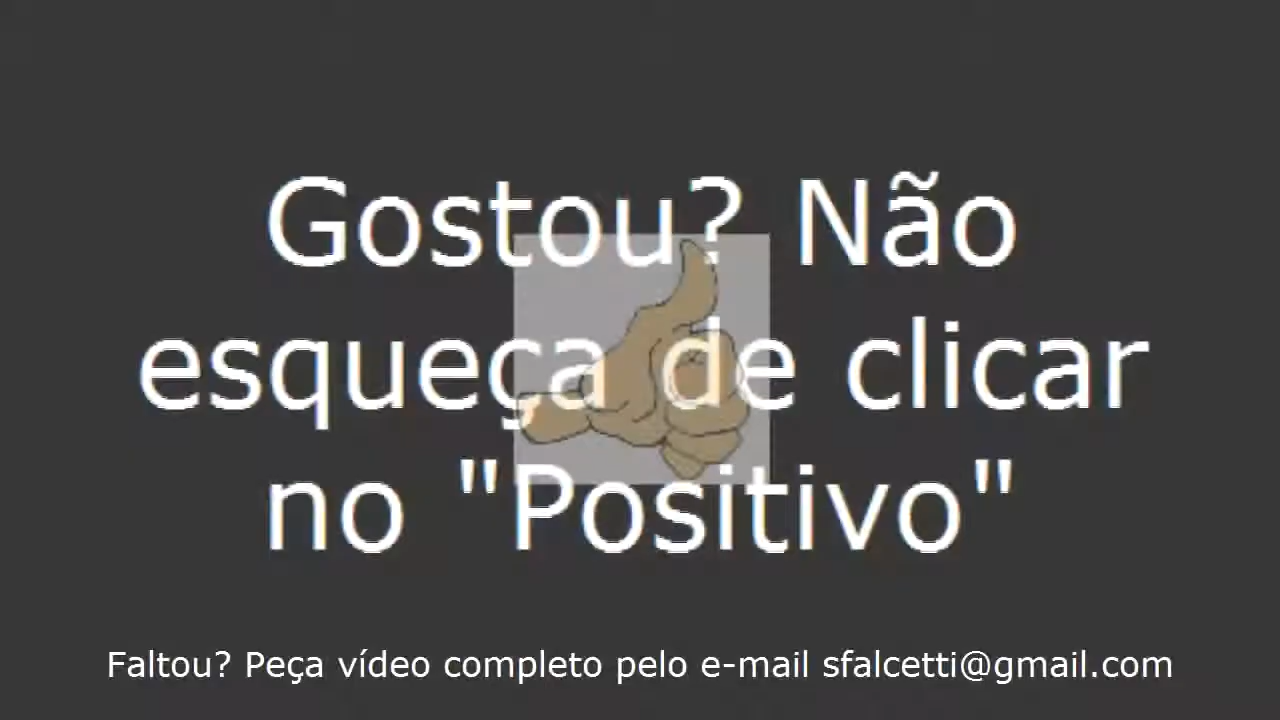 Gostou? Não
esqueça de clicar
no "Positivo"
Faltou? Peça vídeo completo pelo e-mail sfalcetti@gmail.com